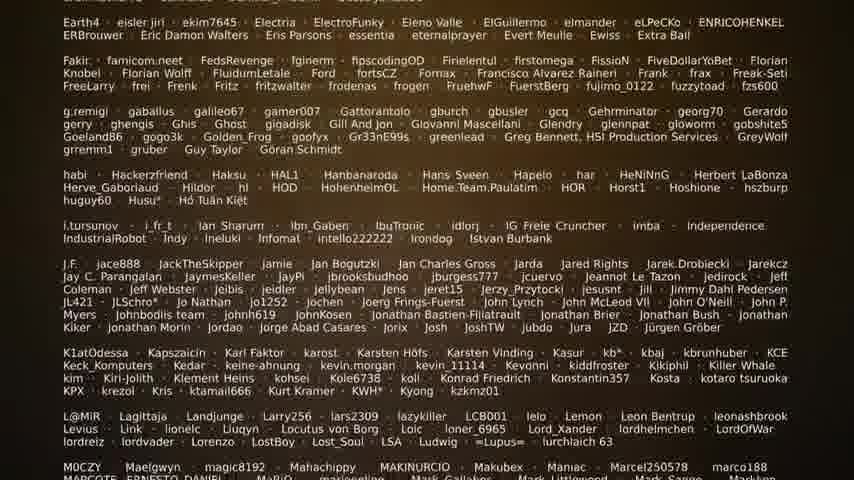 Earth4 · eisler jiri · ekim7645 · Electria · ElectroFunky · Eleno Valle · ElGuillermo · elmander · eLPeCKo · ENRICOHENKEL
ERBrouwer · Eric Damon Walters · Eris Parsons · essentia · eternalprayer · Evert Meulie · Ewiss · Extra Ball
Fakir · famicom.neet · FedsRevenge · fginerm · fipscodingOD · Firielentul · firstomega · FissioN · FiveDollarYoBet · Florian
Knobel · Florian Wolff · FluidumLetale · Ford · fortsCZ · Fornax · Francisco Alvarez Raineri · Frank · frax · Freak-Seti
FreeLarry · frei · Frenk · Fritz · fritzwalter · frodenas · frogen · FruehwF · FuerstBerg · fujimo_0122 · fuzzytoad · fzs600
g.remigi · gaballus · galileo67 · gamer007 · Gattorantolo · gburch · gbusler · gcq · Gehrminator · georg70 · Gerardo
gerry · ghengis · Ghis · Ghost · gigadisk · Gill And Jon · Giovanni Mascellani · Glendry · glennpat · gloworm · gobshiteS
Goeland86 · gogo3k · Golden_Frog · goofyx · Gr33nE99s · greenlead · Greg Bennett, HSI Production Services · GreyWolf
grremm1 · gruber · Guy Taylor · Göran Schmidt
habi · Hackerzfriend · Haksu · HAL1 · Hanbanaroda · Hans Sveen · Hapelo · har · HeNiNnG · Herbert LaBonza
Herve_Gaboriaud · Hildor · hl · HOD · HohenheimOL · Home.Team.Paulatim · HOR · Horst1 · Hoshione · hszburp
huguy60 · Husu* · Hồ Tuấn Kiệt
i.tursunov · i_fr_t · Ian Sharum · Ibn_Gaben · IbuTronic · idlorj · IG Freie Cruncher · imba · Independence
IndustrialRobot · Indy · Ineluki · Infomat · intello222222 · Irondog · Istvan Burbank
J.F. · jace888 · JackTheSkipper · jamie · Jan Bogutzki · Jan Charles Gross · Jarda · Jared Rights · Jarek.Drobiecki · Jarekcz
Jay C. Parangalan · JaymesKeller · JayPi · jbrooksbudhoo · jburgess777 · jcuervo · Jeannot Le Tazon · jedirock · Jeff
Coleman · Jeff Webster · Jeibis · jeidler · Jellybean · Jens · jeret15 · Jerzy_Przytocki · jesusnt · Jill · Jimmy Dahl Pedersen
JL421 · JLSchro* · Jo Nathan · Jo1252 · Jochen · Joerg Frings-Fuerst · John Lynch · John McLeod VII · John O'Neill · John P.
Myers · Johnbodiis team · johnh619 · JohnKosen · Jonathan Bastien-Filiatrault · Jonathan Brier · Jonathan Bush · Jonathan
Kiker · Jonathan Morin · Jordao · Jorge Abad Casares · Jorix · Josh · JoshTW · jubdo · Jura · JZD · Jürgen Gröber
K1atOdessa · Kapszaicin · Karl Faktor · karost · Karsten Höfs · Karsten Vinding · Kasur · kb* · kbaj · kbrunhuber · KCE
Keck_Komputers · Kedar · keine-ahnung · kevin.morgan · kevin_11114 · Kevonni · kiddfroster · Kikiphil · Killer Whale
kim · Kiri-Jolith · Klement Heins · kohsei · Kole6738 · koli · Konrad Friedrich · Konstantin357 · Kosta · kotaro tsuruoka
KPX · krezol · Kris · ktamail666 · Kurt Kramer · KWH* · Kyong · kzkmz01
L@MiR · Lagittaja · Landjunge · Larry256 · lars2309 · lazykiller · LCB001 · lelo · Lemon · Leon Bentrup · leonashbrook
Levius · Link · lionelc · Liuqyn · Locutus von Borg · Loic · loner_6965 · Lord_Xander · lordhelmchen · LordOfWar
lordreiz · lordvader · Lorenzo · LostBoy · Lost_Soul · LSA · Ludwig · =Lupus= · lurchlaich 63
M0CZY · Maelgwyn · magic8192 · Mahachippy · MAKINURCIO · Makubex · Maniac · Marcel250578 · marco188